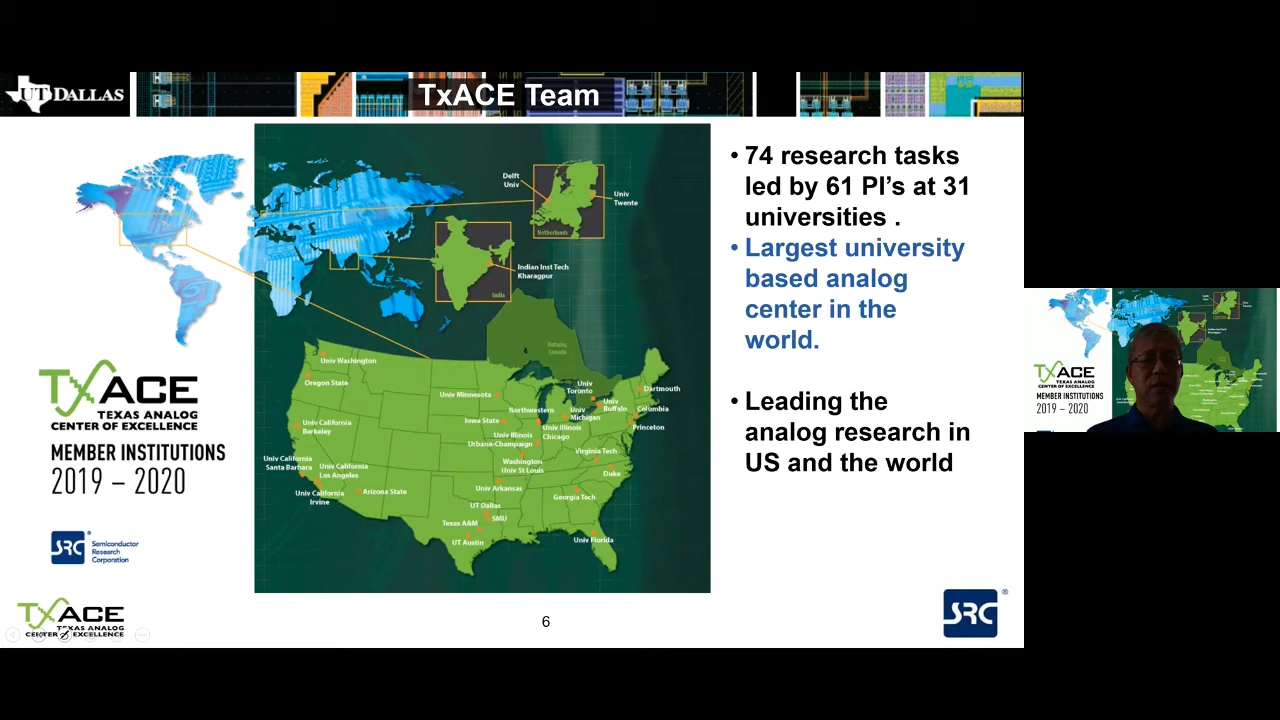 UT DALLAS
TxACE Team
• 74 research tasks
led by 61 PI’s at 31
universities .
• Largest university
based analog
center in the
world.
• Leading the
analog research in
US and the world
Delft
Univ
Univ
Twente
Netherlands
Indian Inst Tech
Kharagpur
India
Ontario,
Canada
Univ Washington
Oregon State
Univ Minnesota
Univ
Toronto
Dartmouth
Univ
Buffalo
Columbia
Northwestern
Univ
Michigan
Iowa State
Princeton
Univ California
Berkeley
Univ Illinois
Chicago
Univ Illinois
Urbana-Champaign
Virginia Tech
Washington
Univ St Louis
Duke
Univ California
Santa Barbara
Univ California
Los Angeles
Univ California
Irvine
Arizona State
Univ Arkansas
Georgia Tech
UT Dallas
SMU
Texas A&M
UT Austin
Univ Florida
TxACE
TEXAS ANALOG
CENTER OF EXCELLENCE
MEMBER INSTITUTIONS
2019 – 2020
SRC ®
Semiconductor
Research
Corporation
TxACE
TEXAS ANALOG
CENTER OF EXCELLENCE
6
SRC ®
TxACE
TEXAS ANALOG
CENTER OF EXCELLENCE
MEMBER INSTITUTIONS
2019 – 2020